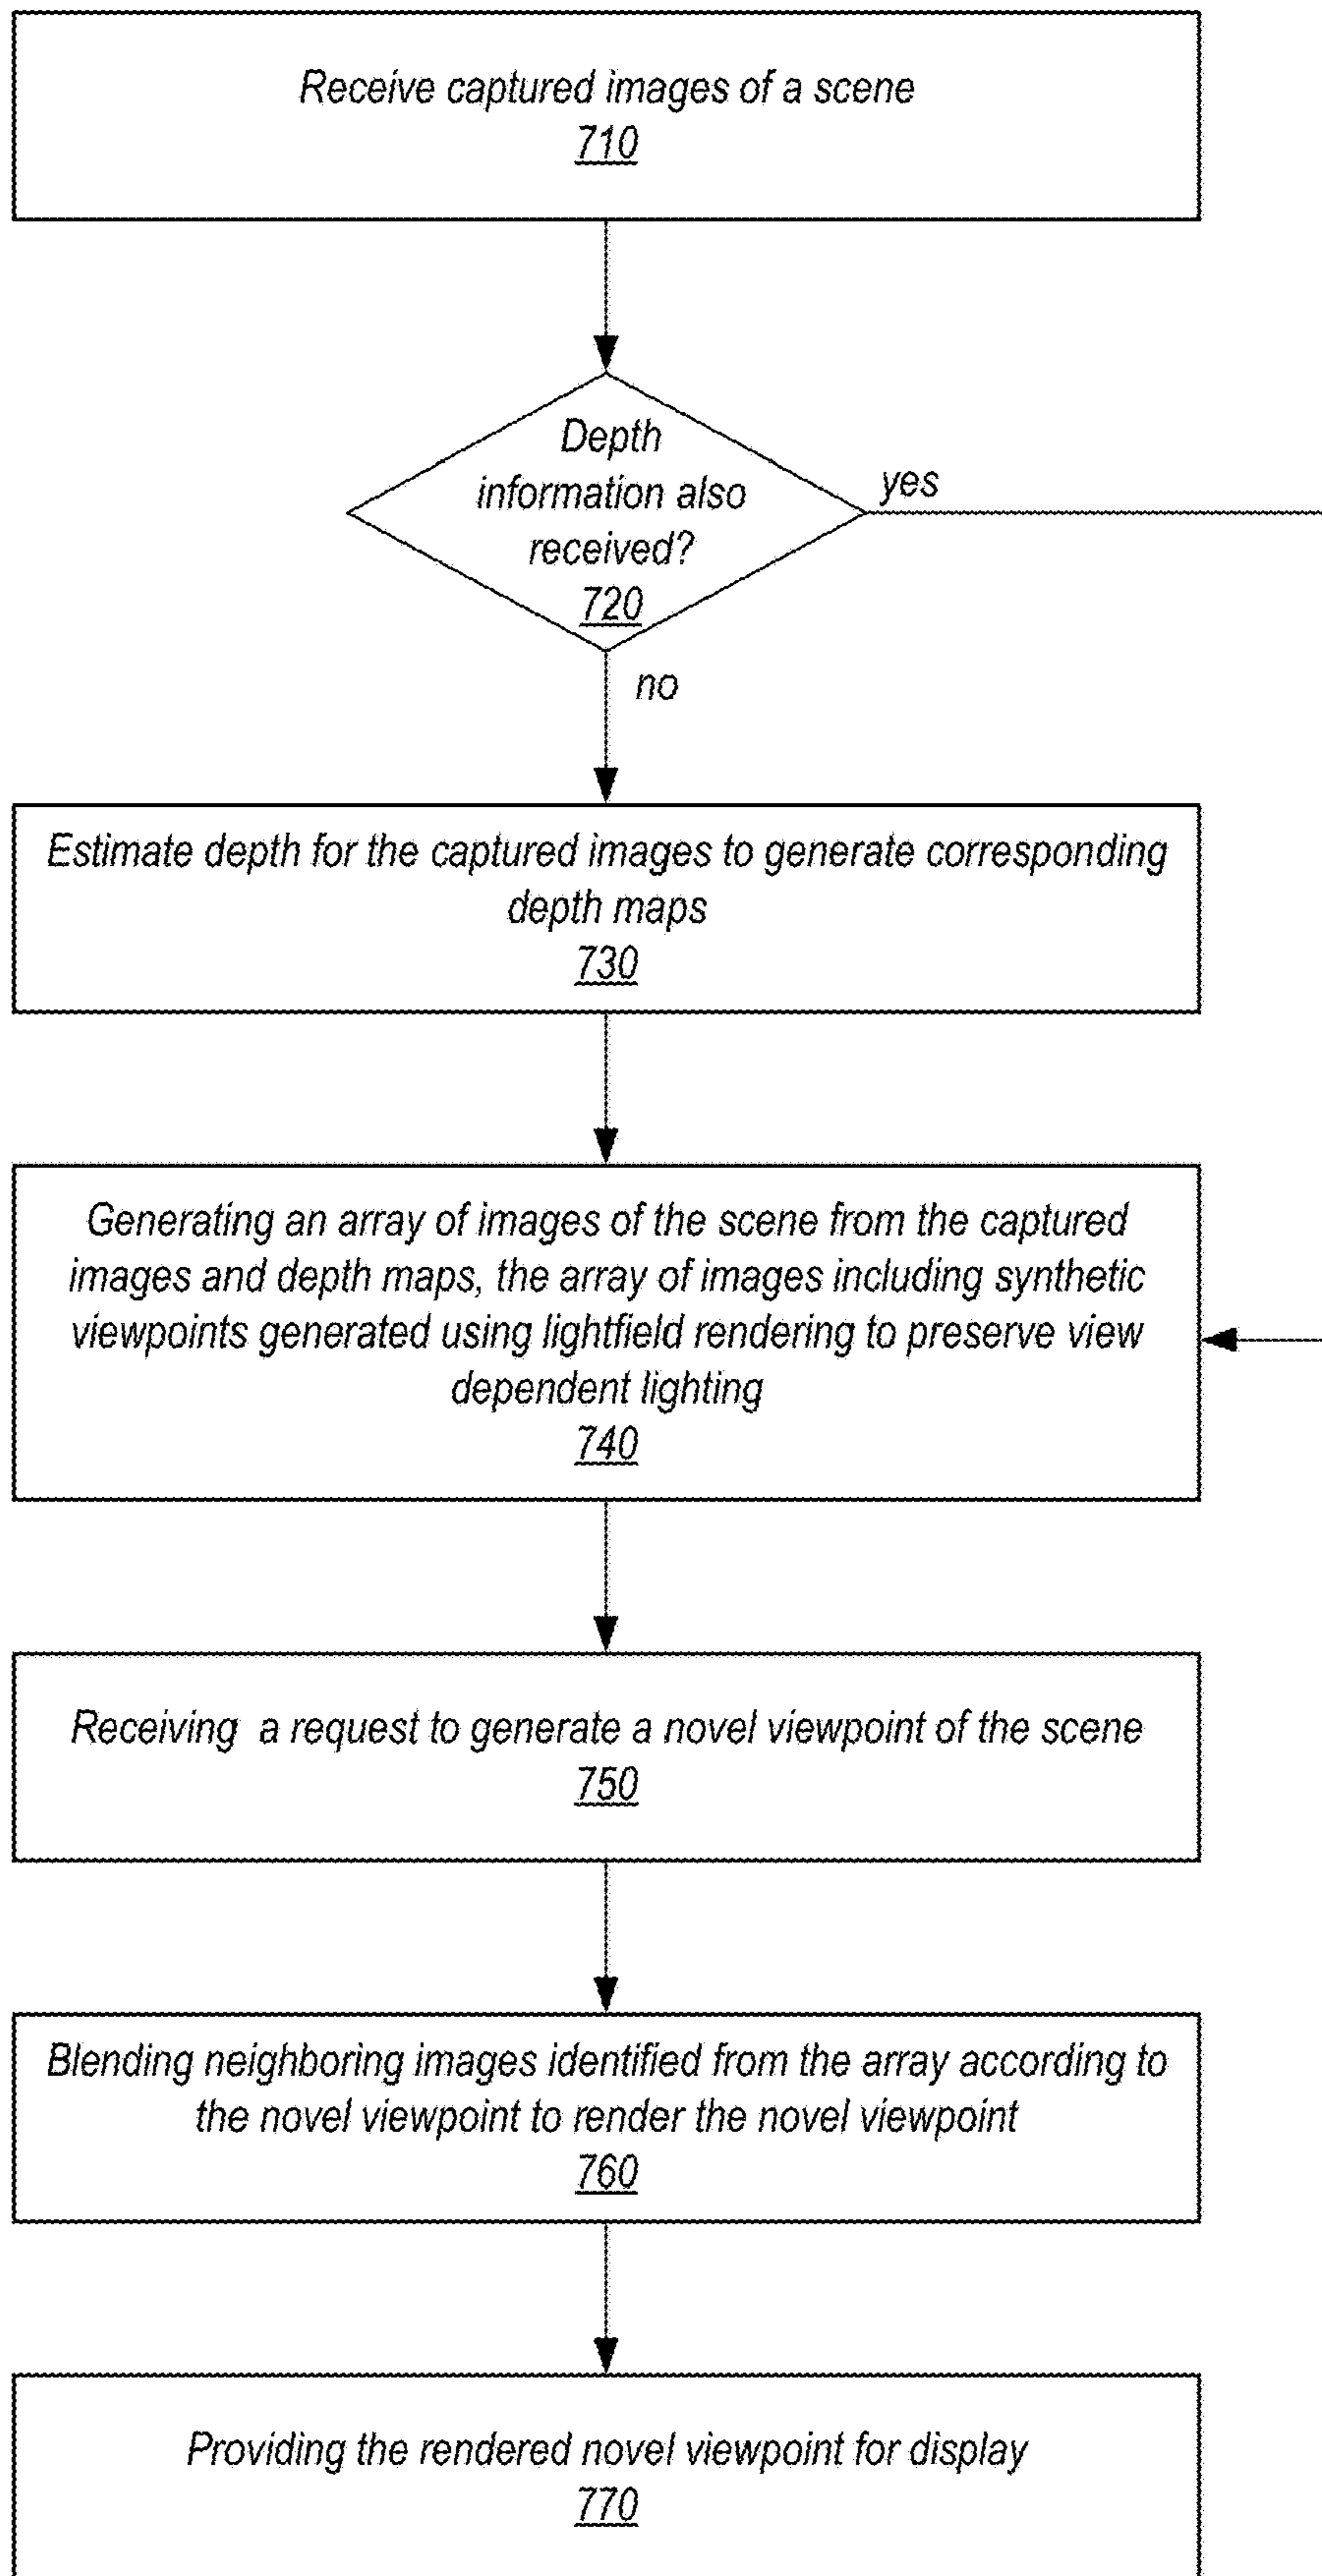 Receive captured images of a scene
710
Depth
information also
received?
720
yes
no
Estimate depth for the captured images to generate corresponding
depth maps
730
Generating an array of images of the scene from the captured
images and depth maps, the array of images including synthetic
viewpoints generated using lightfield rendering to preserve view
dependent lighting
740
Receiving a request to generate a novel viewpoint of the scene
750
Blending neighboring images identified from the array according to
the novel viewpoint to render the novel viewpoint
760
Providing the rendered novel viewpoint for display
770